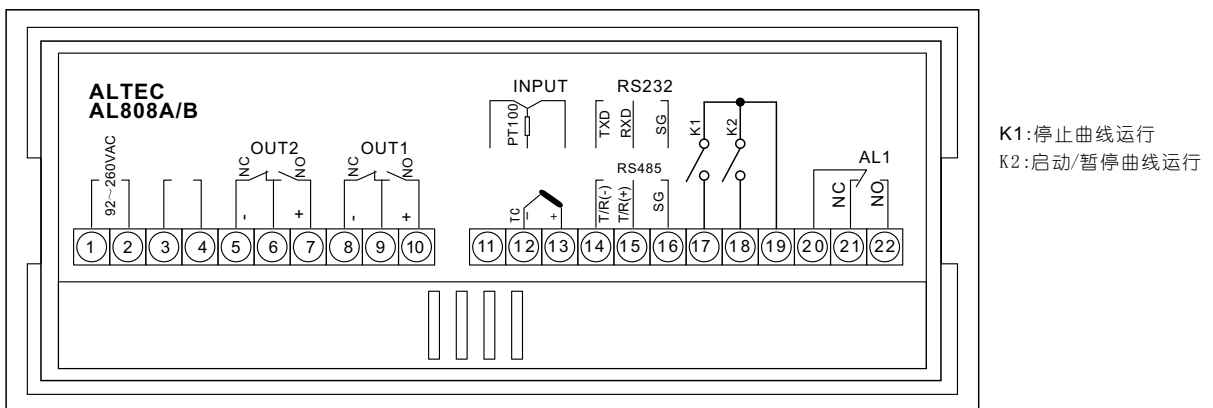 ALTEC
AL808A/B
92～260VAC
NC
OUT2
NO
-
+
NC
OUT1
NO
-
+
INPUT
PT100
TC
-
+
RS232
TXD
RXD
SG
RS485
T/R(-)
T/R(+)
SG
K1
K2
AL1
NC
NO
1 2 3 4 5 6 7 8 9 10 11 12 13 14 15 16 17 18 19 20 21 22
K1:停止曲线运行
K2:启动/暂停曲线运行